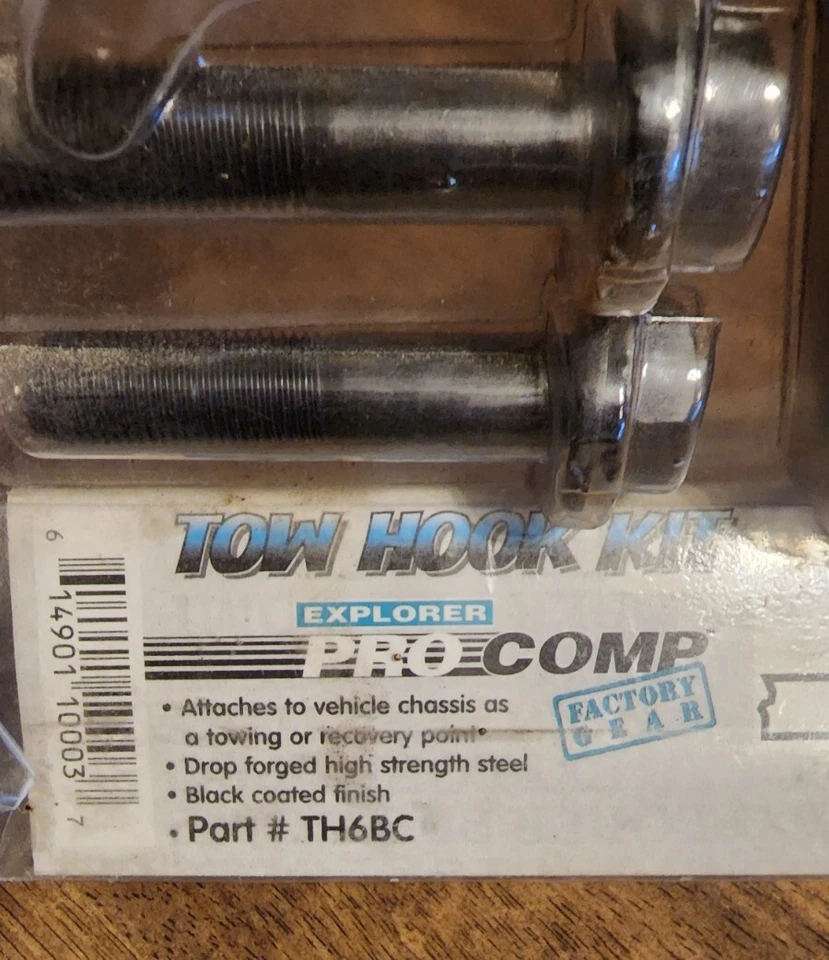 TOW HOOK KIT
EXPLORER
PRO COMP
• Attaches to vehicle chassis as
a towing or recovery point
• Drop forged high strength steel
• Black coated finish
• Part # TH6BC
FACTORY
GEAR
6 14901 10003 7